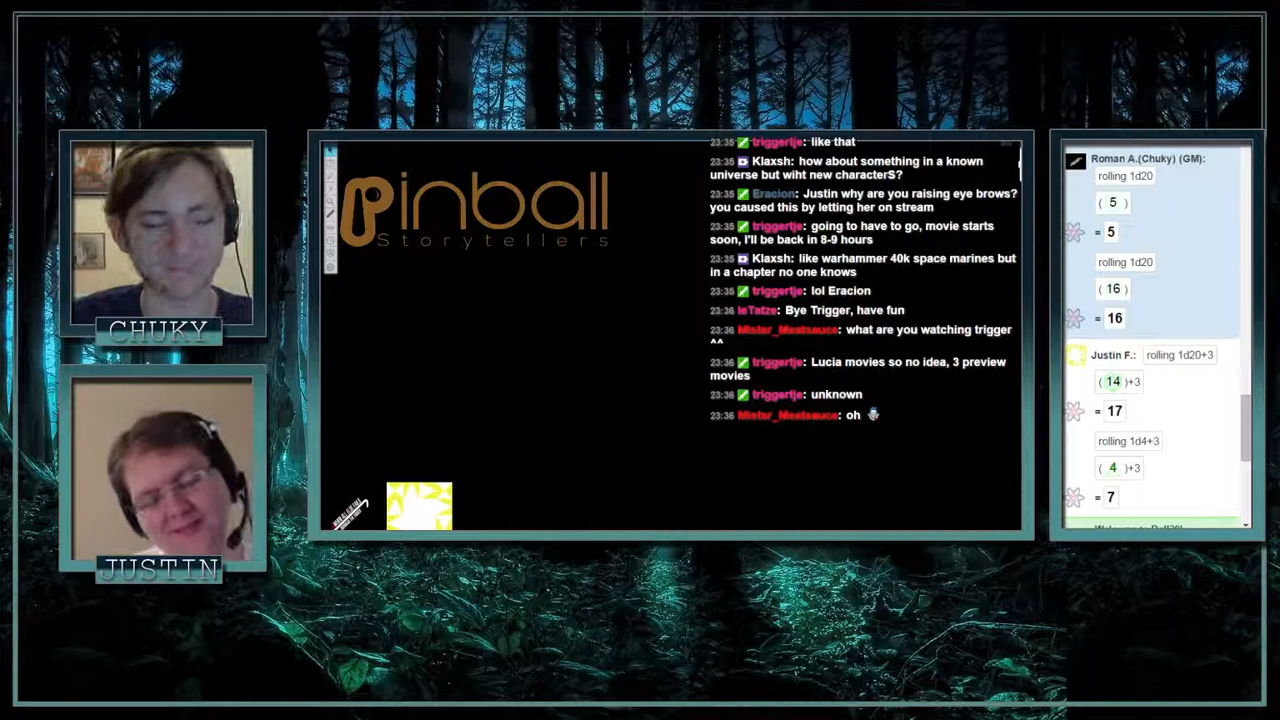 CHUKY
JUSTIN
Pinball
Storytellers
23:35 triggertje: like that
23:35 Klaxsh: how about something in a known
universe but wiht new characterS?
23:35 Eracion: Justin why are you raising eye brows?
you caused this by letting her on stream
23:35 triggertje: going to have to go, movie starts
soon, I'll be back in 8-9 hours
23:35 Klaxsh: like warhammer 40k space marines but
in a chapter no one knows
23:35 triggertje: lol Eracion
23:36 leTatze: Bye Trigger, have fun
23:36 Mister_Meatsauce: what are you watching trigger
^^
23:36 triggertje: Lucia movies so no idea, 3 preview
movies
23:36 triggertje: unknown
23:36 Mister_Meatsauce: oh
Roman A.(Chuky) (GM):
rolling 1d20
( 5 )
= 5
rolling 1d20
( 16 )
= 16
Justin F.: rolling 1d20+3
( 14 )+3
= 17
rolling 1d4+3
( 4 )+3
= 7